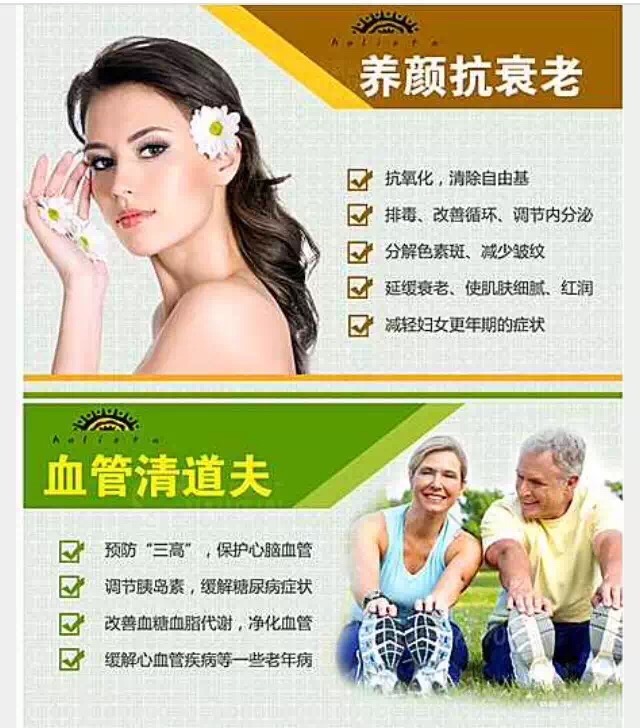 holista
养颜抗衰老
抗氧化，清除自由基
排毒、改善循环、调节内分泌
分解色素斑、减少皱纹
延缓衰老、使肌肤细腻、红润
减轻妇女更年期的症状
holista
血管清道夫
预防“三高”，保护心脑血管
调节胰岛素，缓解糖尿病症状
改善血糖血脂代谢，净化血管
缓解心血管疾病等一些老年病